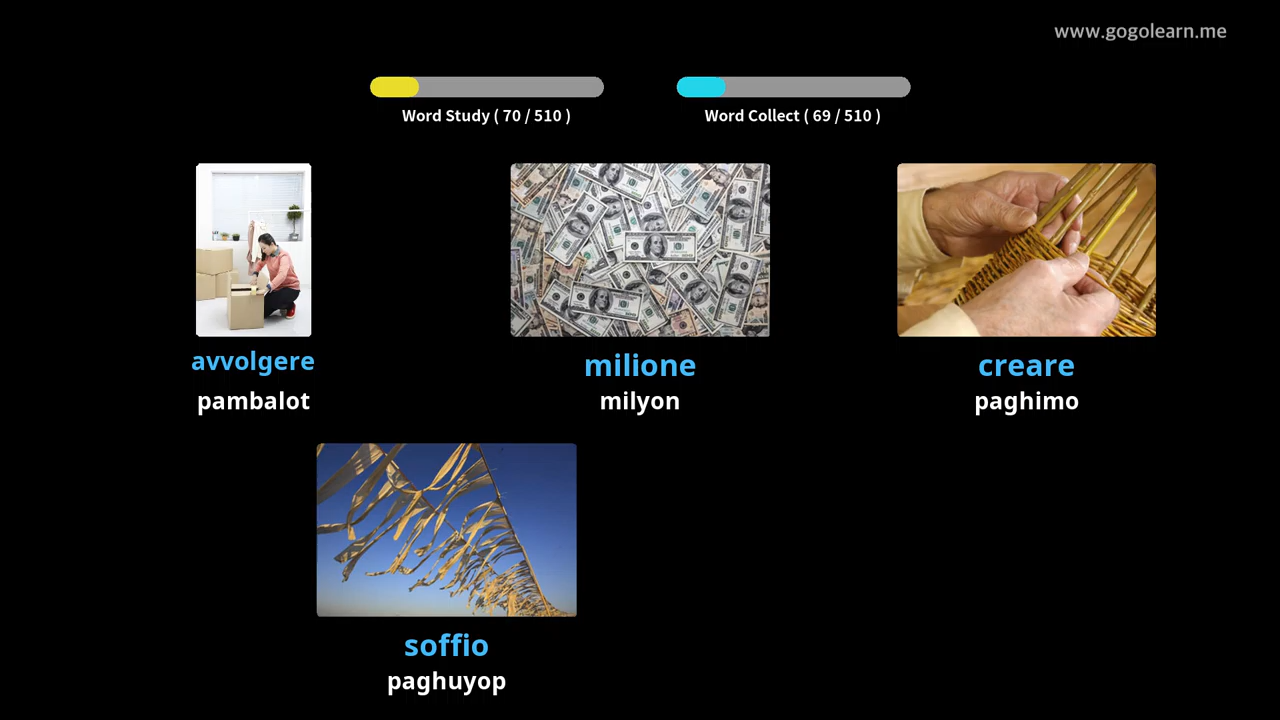 www.gogolearn.me
Word Study ( 70 / 510 )
Word Collect ( 69 / 510 )
avvolgere
pambalot
milione
milyon
creare
paghimo
soffio
paghuyop